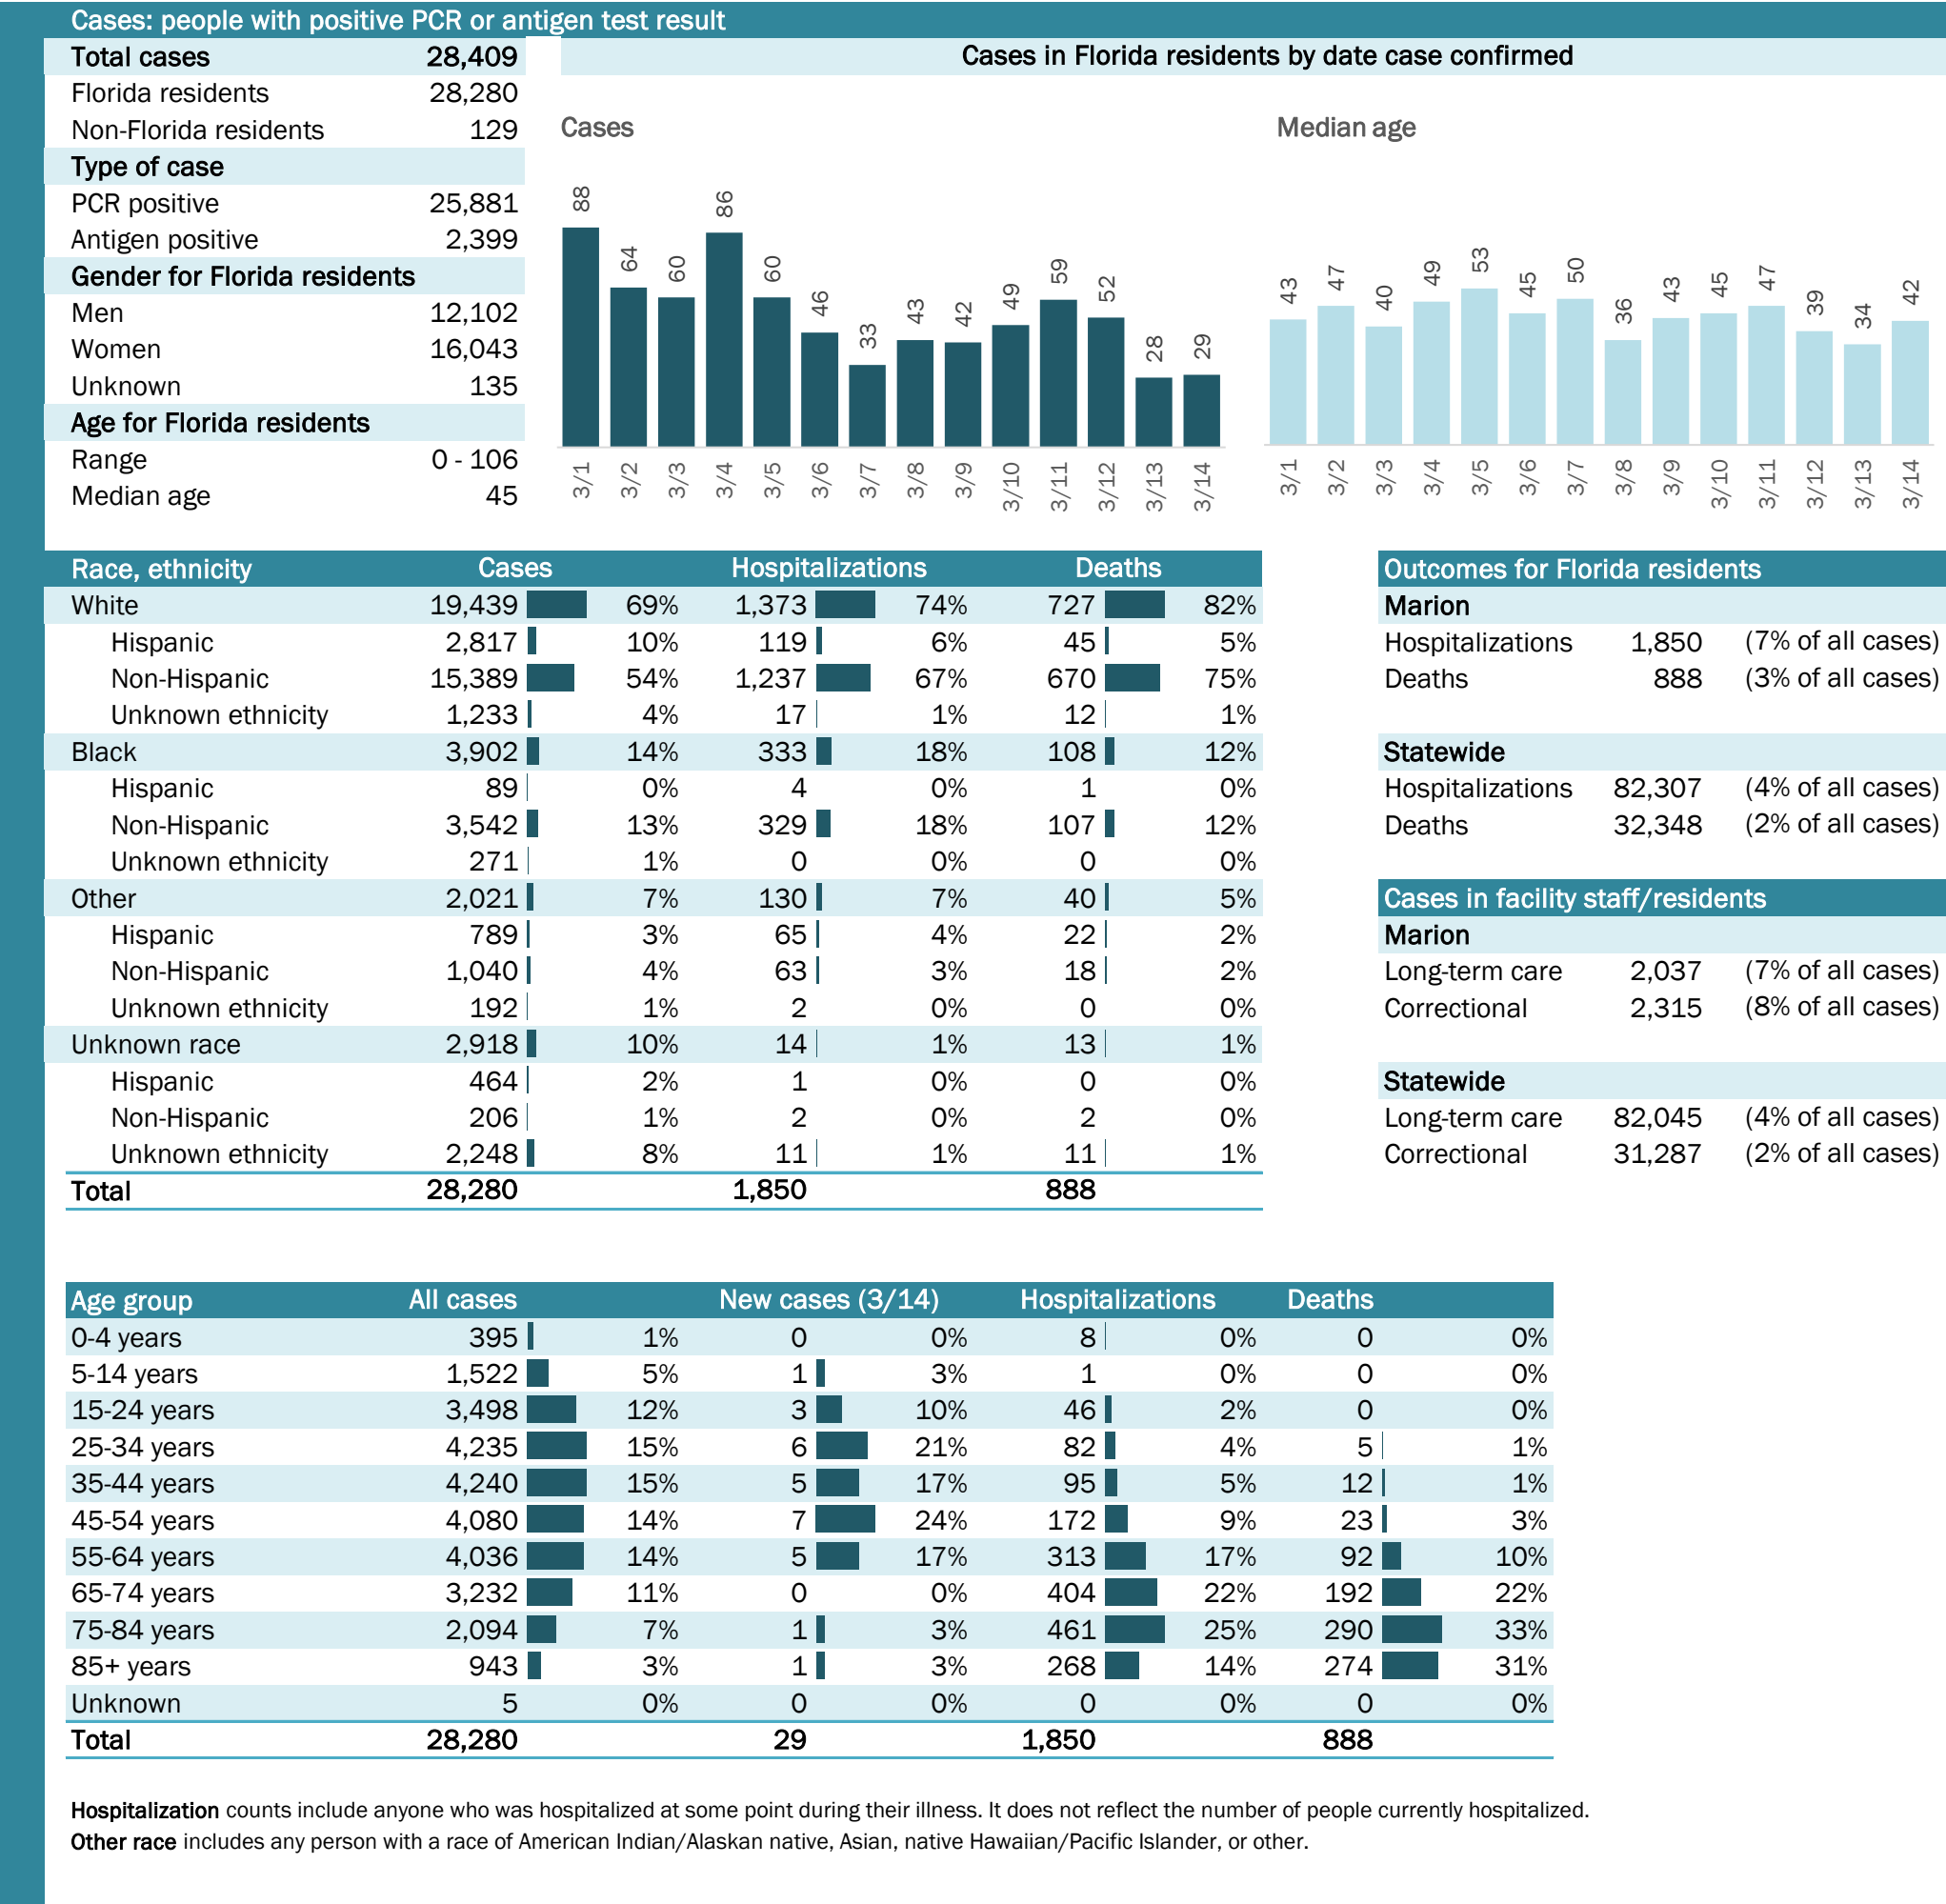 Cases: people with positive PCR or antigen test result
Total cases 28,409
Florida residents 28,280
Non-Florida residents 129
Type of case
PCR positive 25,881
Antigen positive 2,399
Gender for Florida residents
Men 12,102
Women 16,043
Unknown 135
Age for Florida residents
Range 0 - 106
Median age 45
Cases in Florida residents by date case confirmed
Cases
88 64 60 86 60 46 33 43 42 49 59 52 28 29
3/1 3/2 3/3 3/4 3/5 3/6 3/7 3/8 3/9 3/10 3/11 3/12 3/13 3/14
Median age
43 47 40 49 53 45 50 36 43 45 47 39 34 42
3/1 3/2 3/3 3/4 3/5 3/6 3/7 3/8 3/9 3/10 3/11 3/12 3/13 3/14
Race, ethnicity Cases Hospitalizations Deaths
White 19,439 69% 1,373 74% 727 82%
Hispanic 2,817 10% 119 6% 45 5%
Non-Hispanic 15,389 54% 1,237 67% 670 75%
Unknown ethnicity 1,233 4% 17 1% 12 1%
Black 3,902 14% 333 18% 108 12%
Hispanic 89 0% 4 0% 1 0%
Non-Hispanic 3,542 13% 329 18% 107 12%
Unknown ethnicity 271 1% 0 0% 0 0%
Other 2,021 7% 130 7% 40 5%
Hispanic 789 3% 65 4% 22 2%
Non-Hispanic 1,040 4% 63 3% 18 2%
Unknown ethnicity 192 1% 2 0% 0 0%
Unknown race 2,918 10% 14 1% 13 1%
Hispanic 464 2% 1 0% 0 0%
Non-Hispanic 206 1% 2 0% 2 0%
Unknown ethnicity 2,248 8% 11 1% 11 1%
Total 28,280 1,850 888
Outcomes for Florida residents
Marion
Hospitalizations 1,850 (7% of all cases)
Deaths 888 (3% of all cases)
Statewide
Hospitalizations 82,307 (4% of all cases)
Deaths 32,348 (2% of all cases)
Cases in facility staff/residents
Marion
Long-term care 2,037 (7% of all cases)
Correctional 2,315 (8% of all cases)
Statewide
Long-term care 82,045 (4% of all cases)
Correctional 31,287 (2% of all cases)
Age group All cases New cases (3/14) Hospitalizations Deaths
0-4 years 395 1% 0 0% 8 0% 0 0%
5-14 years 1,522 5% 1 3% 1 0% 0 0%
15-24 years 3,498 12% 3 10% 46 2% 0 0%
25-34 years 4,235 15% 6 21% 82 4% 5 1%
35-44 years 4,240 15% 5 17% 95 5% 12 1%
45-54 years 4,080 14% 7 24% 172 9% 23 3%
55-64 years 4,036 14% 5 17% 313 17% 92 10%
65-74 years 3,232 11% 0 0% 404 22% 192 22%
75-84 years 2,094 7% 1 3% 461 25% 290 33%
85+ years 943 3% 1 3% 268 14% 274 31%
Unknown 5 0% 0 0% 0 0% 0 0%
Total 28,280 29 1,850 888
Hospitalization counts include anyone who was hospitalized at some point during their illness. It does not reflect the number of people currently hospitalized.
Other race includes any person with a race of American Indian/Alaskan native, Asian, native Hawaiian/Pacific Islander, or other.